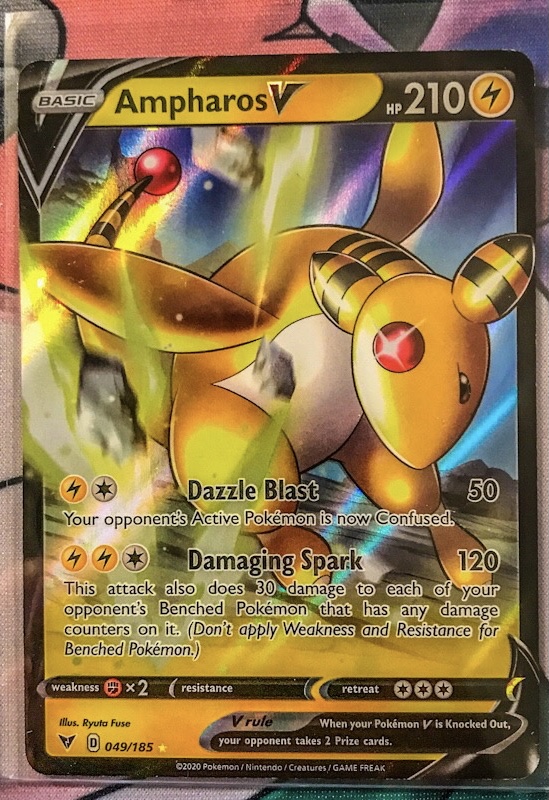 BASIC Ampharos V HP 210
Dazzle Blast 50
Your opponent's Active Pokémon is now Confused.
Damaging Spark 120
This attack also does 30 damage to each of your
opponent's Benched Pokémon that has any damage
counters on it. (Don't apply Weakness and Resistance for
Benched Pokémon.)
weakness ×2 resistance retreat
Illus. Ryuta Fuse
V rule When your Pokémon V is Knocked Out,
your opponent takes 2 Prize cards.
D 049/185
©2020 Pokémon / Nintendo / Creatures / GAME FREAK